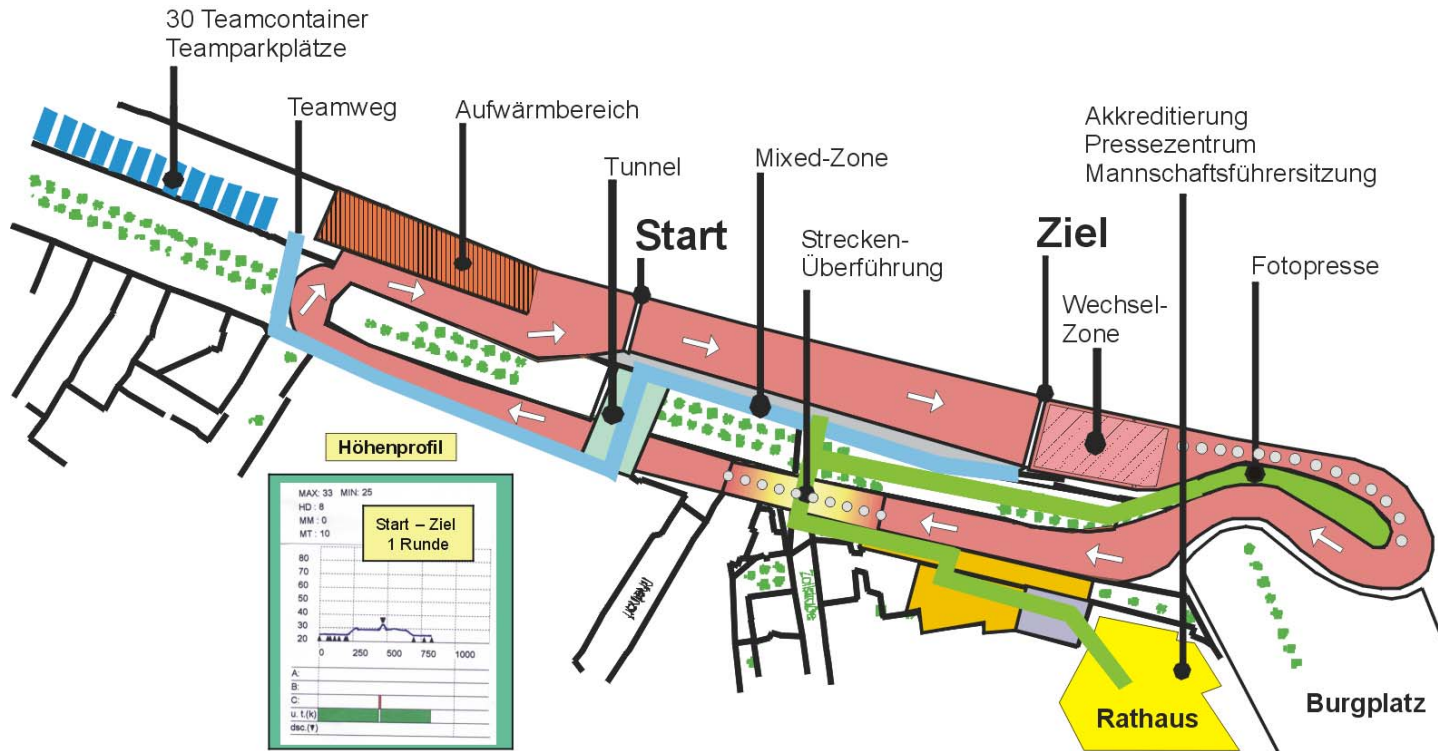 30 Teamcontainer
Teamparkplätze
Teamweg
Aufwärmbereich
Tunnel
Mixed-Zone
Akkreditierung
Pressezentrum
Mannschaftsführersitzung
Start
Strecken-
Überführung
Ziel
Wechsel-
Zone
Fotopresse
Höhenprofil
MAX: 33 MIN: 25
HD : 8
MM : 0
MT : 10
Start – Ziel
1 Runde
80
70
60
50
40
30
20
0 250 500 750 1000
A:
B:
C:
u. t.(k)
dsc.(▼)
Rathaus
Burgplatz